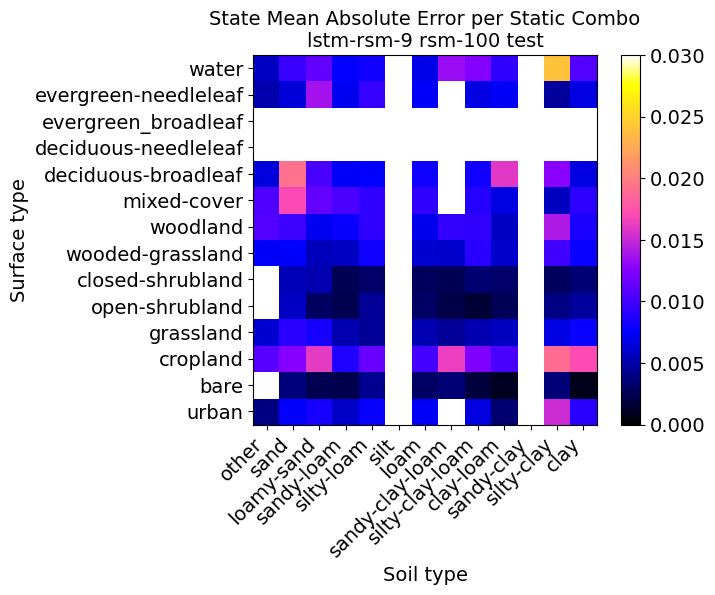 State Mean Absolute Error per Static Combo
lstm-rsm-9 rsm-100 test
Surface type
water
evergreen-needleleaf
evergreen_broadleaf
deciduous-needleleaf
deciduous-broadleaf
mixed-cover
woodland
wooded-grassland
closed-shrubland
open-shrubland
grassland
cropland
bare
urban
other
sand
loamy-sand
sandy-loam
silty-loam
silt
loam
sandy-clay-loam
silty-clay-loam
clay-loam
sandy-clay
silty-clay
clay
Soil type
0.030
0.025
0.020
0.015
0.010
0.005
0.000